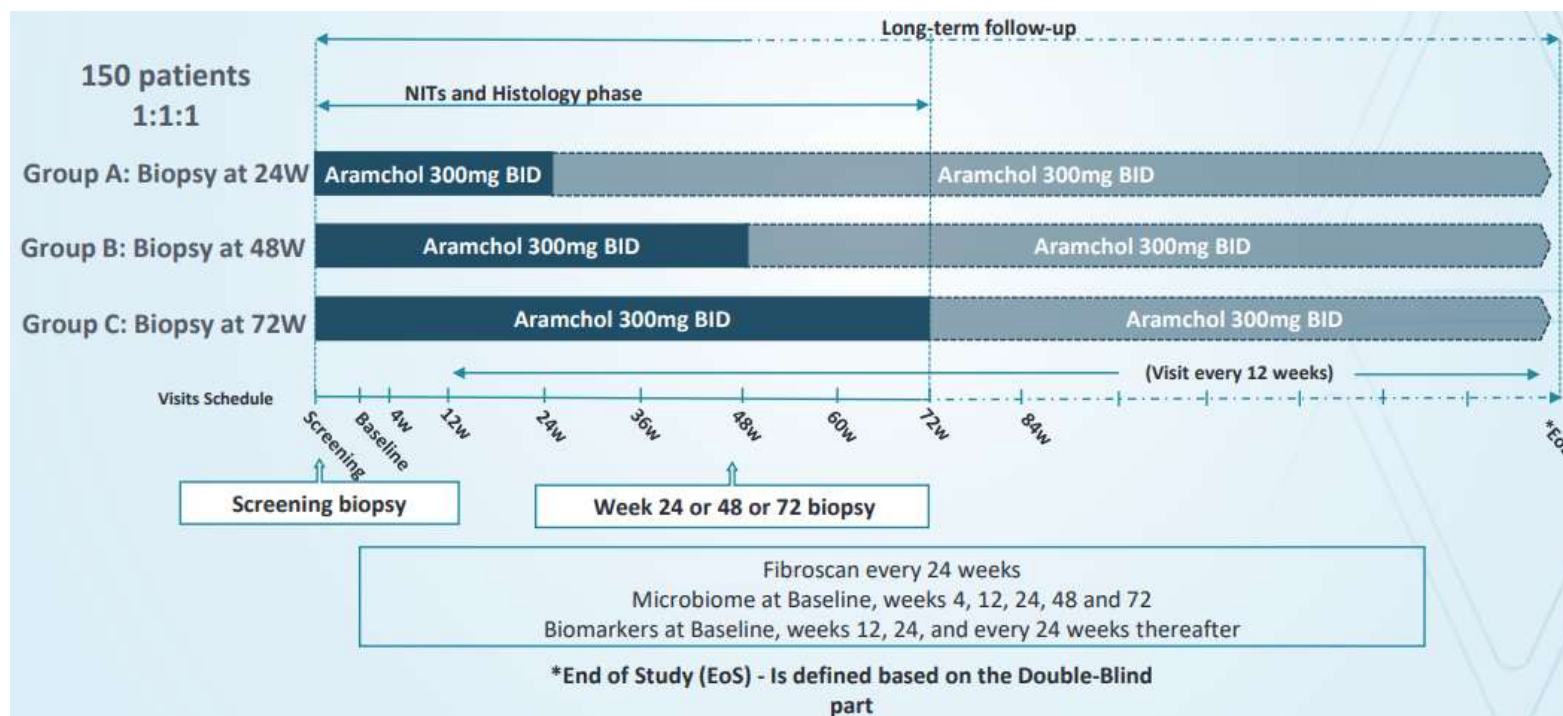 Long-term follow-up
150 patients
1:1:1
NITs and Histology phase
Group A: Biopsy at 24W
Aramchol 300mg BID
Aramchol 300mg BID
Group B: Biopsy at 48W
Aramchol 300mg BID
Aramchol 300mg BID
Group C: Biopsy at 72W
Aramchol 300mg BID
Aramchol 300mg BID
(Visit every 12 weeks)
Visits Schedule
Screening
Baseline
4w
12w
24w
36w
48w
60w
72w
84w
*Eo
Screening biopsy
Week 24 or 48 or 72 biopsy
Fibroscan every 24 weeks
Microbiome at Baseline, weeks 4, 12, 24, 48 and 72
Biomarkers at Baseline, weeks 12, 24, and every 24 weeks thereafter
*End of Study (EoS) - Is defined based on the Double-Blind
part